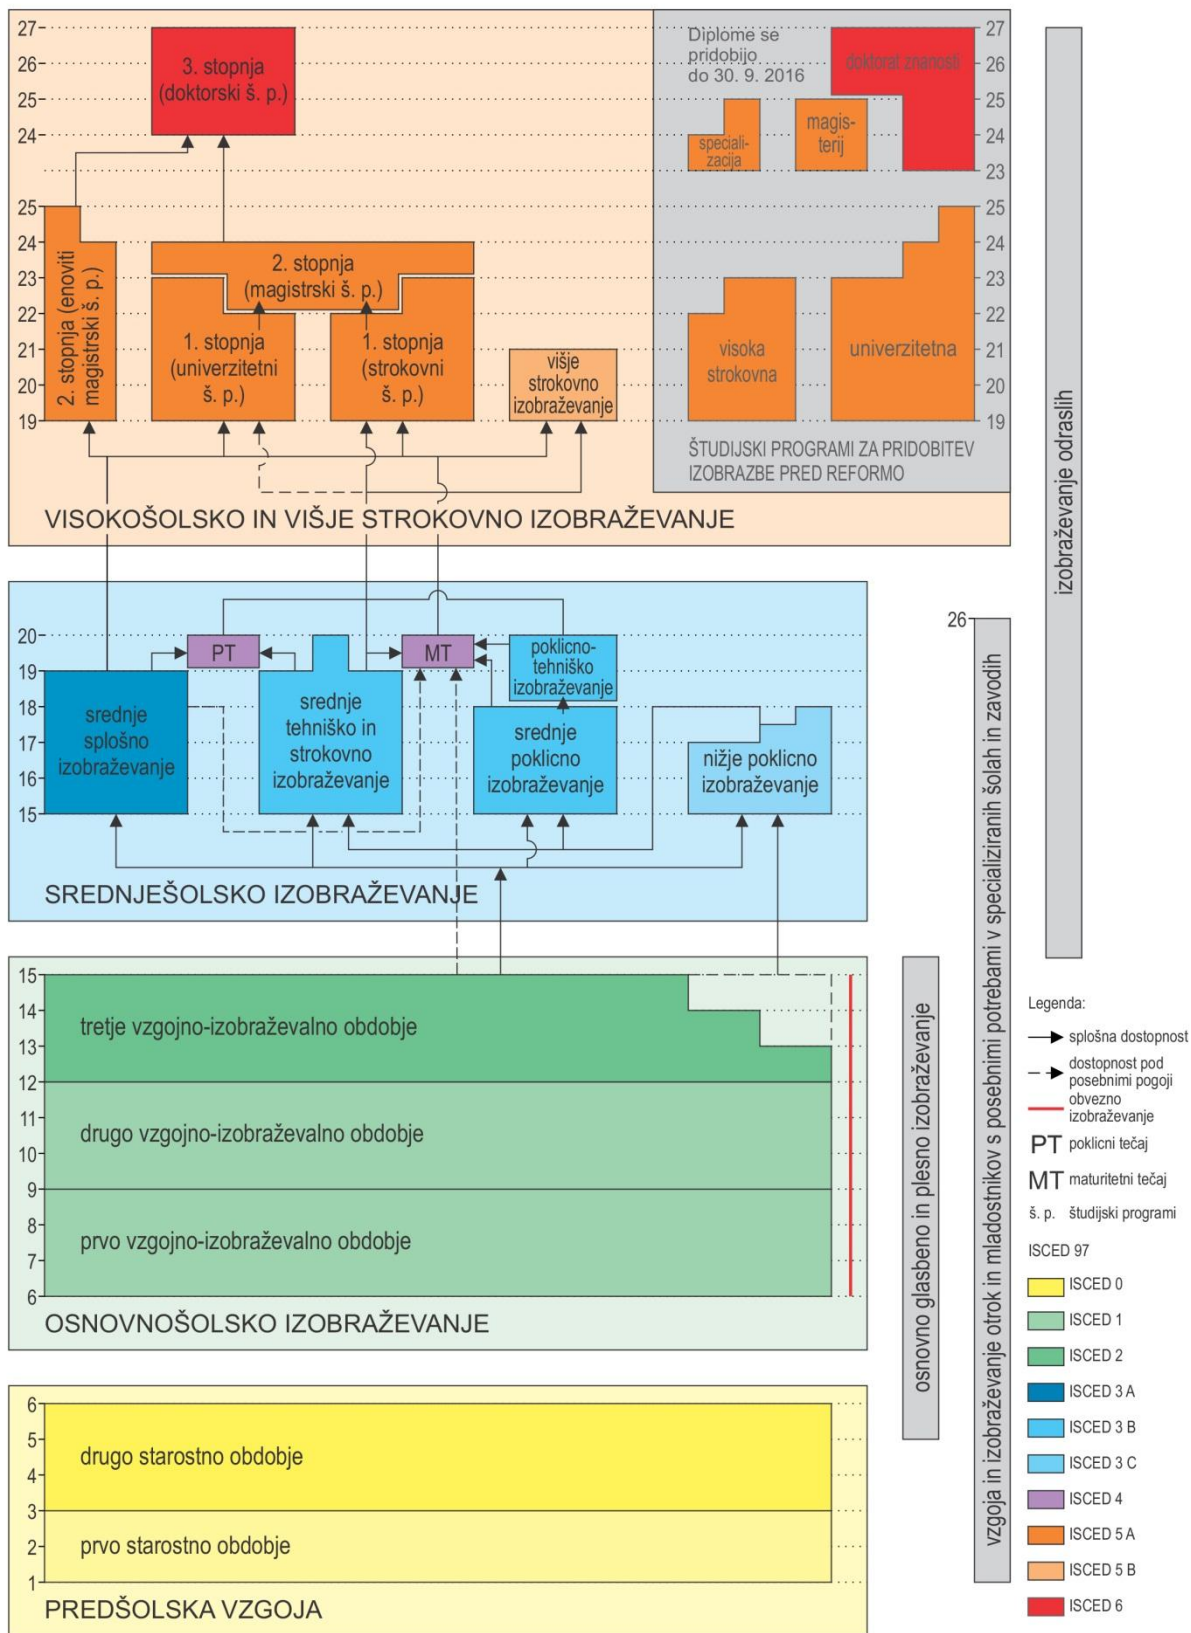 27
26
25
24
25
24
23
22
21
20
19
3. stopnja
(doktorski š. p.)
2. stopnja (enoviti
magistrski š. p.)
2. stopnja
(magistrski š. p.)
1. stopnja
(univerzitetni
š. p.)
1. stopnja
(strokovni
š. p.)
višje
strokovno
izobraževanje
Diplome se
pridobijo
do 30. 9. 2016
doktorat znanosti
speciali-
zacija
magis-
terij
visoka
strokovna
univerzitetna
27
26
25
24
23
25
24
23
22
21
20
19
ŠTUDIJSKI PROGRAMI ZA PRIDOBITEV
IZOBRAZBE PRED REFORMO
VISOKOŠOLSKO IN VIŠJE STROKOVNO IZOBRAŽEVANJE
20
19
18
17
16
15
PT
MT
srednje
splošno
izobraževanje
srednje
tehniško in
strokovno
izobraževanje
poklicno-
tehniško
izobraževanje
srednje
poklicno
izobraževanje
nižje poklicno
izobraževanje
SREDNJEŠOLSKO IZOBRAŽEVANJE
15
14
13
12
11
10
9
8
7
6
tretje vzgojno-izobraževalno obdobje
drugo vzgojno-izobraževalno obdobje
prvo vzgojno-izobraževalno obdobje
OSNOVNOŠOLSKO IZOBRAŽEVANJE
6
5
4
3
2
1
drugo starostno obdobje
prvo starostno obdobje
PREDŠOLSKA VZGOJA
osnovno glasbeno in plesno izobraževanje
26
vzgoja in izobraževanje otrok in mladostnikov s posebnimi potrebami v specializiranih šolah in zavodih
izobraževanje odraslih
Legenda:
splošna dostopnost
dostopnost pod
posebnimi pogoji
obvezno
izobraževanje
PT poklicni tečaj
MT maturitetni tečaj
š. p. študijski programi
ISCED 97
ISCED 0
ISCED 1
ISCED 2
ISCED 3 A
ISCED 3 B
ISCED 3 C
ISCED 4
ISCED 5 A
ISCED 5 B
ISCED 6